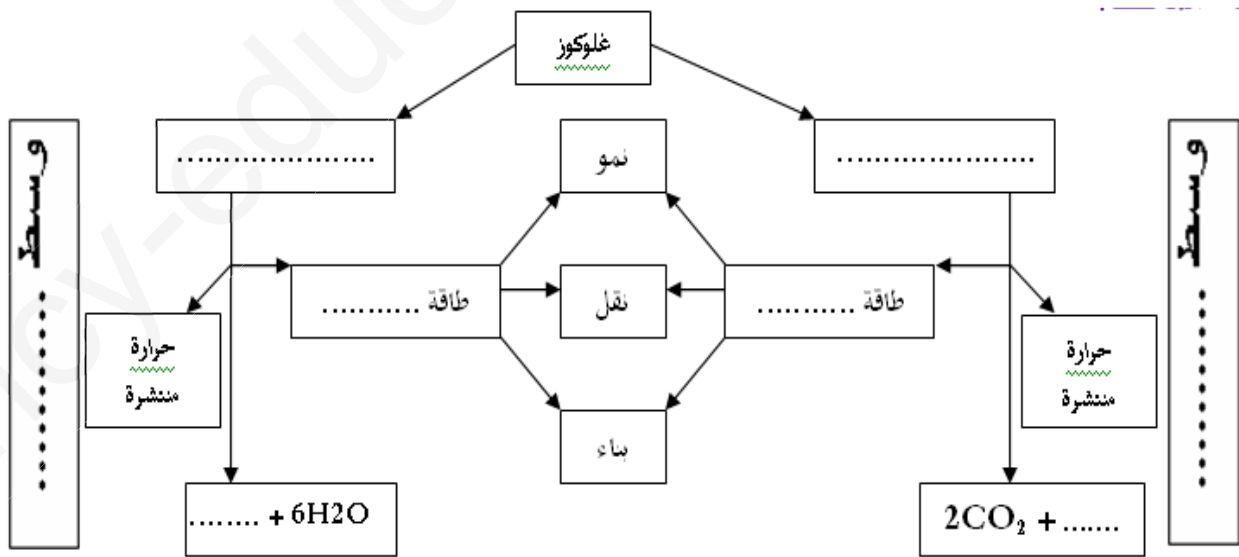 غلوكوز
.....................
نمو
.....................
وسط ............
وسط ............
طاقة ...........
نقل
طاقة ...........
حرارة
منتشرة
حرارة
منتشرة
بناء
2CO₂ + .......
........ + 6H2O